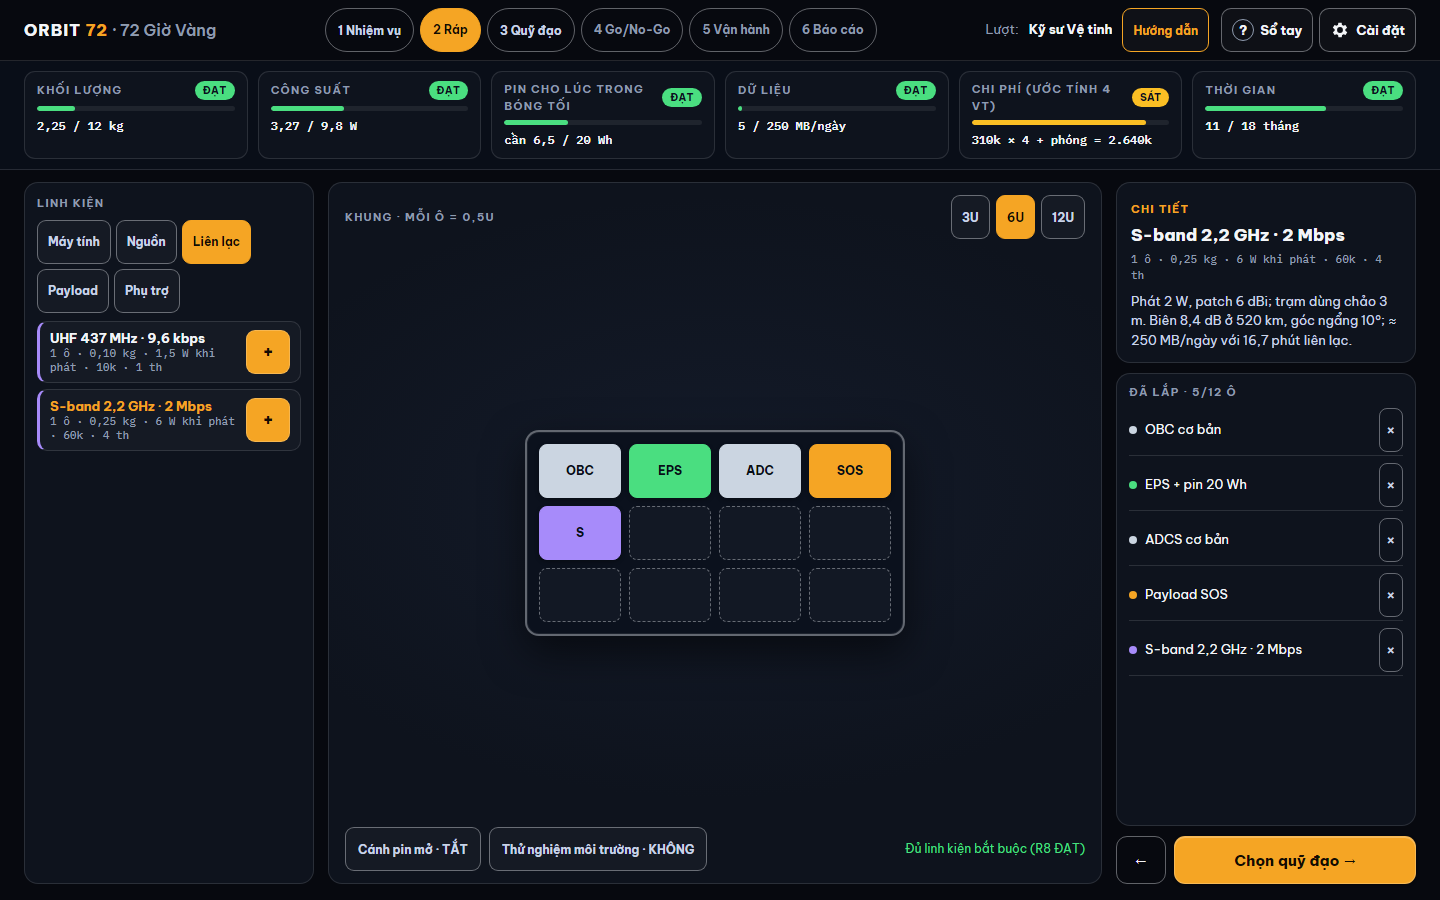 ORBIT 72 · 72 Giờ Vàng
1 Nhiệm vụ
2 Ráp
3 Quỹ đạo
4 Go/No-Go
5 Vận hành
6 Báo cáo
Lượt: Kỹ sư Vệ tinh
Hướng dẫn
? Sổ tay
Cài đặt
KHỐI LƯỢNG
ĐẠT
2,25 / 12 kg
CÔNG SUẤT
ĐẠT
3,27 / 9,8 W
PIN CHO LÚC TRONG
BÓNG TỐI
ĐẠT
cần 6,5 / 20 Wh
DỮ LIỆU
ĐẠT
5 / 250 MB/ngày
CHI PHÍ (ƯỚC TÍNH 4
VT)
SÁT
310k × 4 + phóng = 2.640k
THỜI GIAN
ĐẠT
11 / 18 tháng
LINH KIỆN
Máy tính
Nguồn
Liên lạc
Payload
Phụ trợ
UHF 437 MHz · 9,6 kbps
1 ô · 0,10 kg · 1,5 W khi
phát · 10k · 1 th
+
S-band 2,2 GHz · 2 Mbps
1 ô · 0,25 kg · 6 W khi phát
· 60k · 4 th
+
KHUNG · MỖI Ô = 0,5U
3U
6U
12U
OBC
EPS
ADC
SOS
S
Cánh pin mở · TẮT
Thử nghiệm môi trường · KHÔNG
Đủ linh kiện bắt buộc (R8 ĐẠT)
CHI TIẾT
S-band 2,2 GHz · 2 Mbps
1 ô · 0,25 kg · 6 W khi phát · 60k · 4
th
Phát 2 W, patch 6 dBi; trạm dùng chảo 3
m. Biên 8,4 dB ở 520 km, góc ngẩng 10°; ≈
250 MB/ngày với 16,7 phút liên lạc.
ĐÃ LẮP · 5/12 Ô
OBC cơ bản
×
EPS + pin 20 Wh
×
ADCS cơ bản
×
Payload SOS
×
S-band 2,2 GHz · 2 Mbps
×
←
Chọn quỹ đạo →